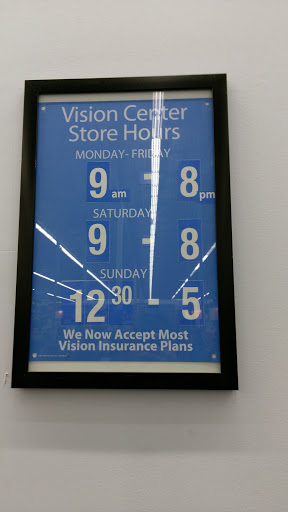 Vision Center
Store Hours
MONDAY- FRIDAY
9 am - 8 pm
SATURDAY
9 - 8
SUNDAY
12 30 - 5
We Now Accept Most
Vision Insurance Plans